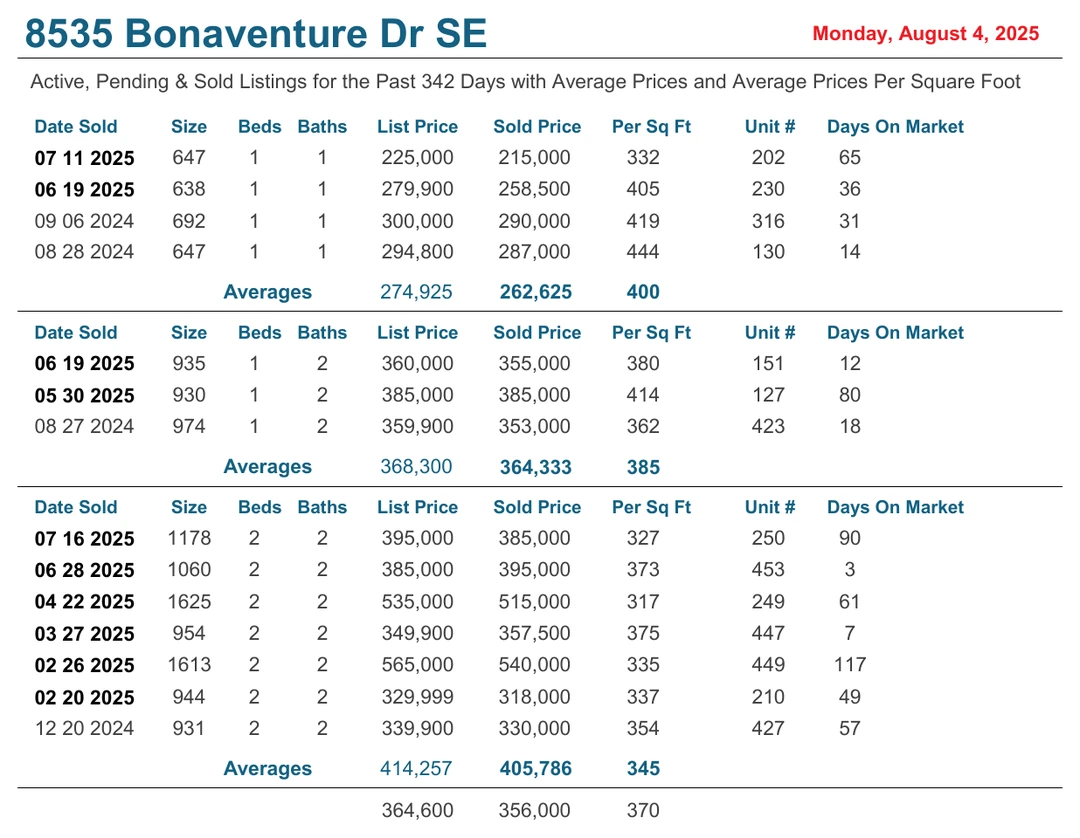 8535 Bonaventure Dr SE Monday, August 4, 2025
Active, Pending & Sold Listings for the Past 342 Days with Average Prices and Average Prices Per Square Foot
Date Sold Size Beds Baths List Price Sold Price Per Sq Ft Unit # Days On Market
07 11 2025 647 1 1 225,000 215,000 332 202 65
06 19 2025 638 1 1 279,900 258,500 405 230 36
09 06 2024 692 1 1 300,000 290,000 419 316 31
08 28 2024 647 1 1 294,800 287,000 444 130 14
Averages 274,925 262,625 400
Date Sold Size Beds Baths List Price Sold Price Per Sq Ft Unit # Days On Market
06 19 2025 935 1 2 360,000 355,000 380 151 12
05 30 2025 930 1 2 385,000 385,000 414 127 80
08 27 2024 974 1 2 359,900 353,000 362 423 18
Averages 368,300 364,333 385
Date Sold Size Beds Baths List Price Sold Price Per Sq Ft Unit # Days On Market
07 16 2025 1178 2 2 395,000 385,000 327 250 90
06 28 2025 1060 2 2 385,000 395,000 373 453 3
04 22 2025 1625 2 2 535,000 515,000 317 249 61
03 27 2025 954 2 2 349,900 357,500 375 447 7
02 26 2025 1613 2 2 565,000 540,000 335 449 117
02 20 2025 944 2 2 329,999 318,000 337 210 49
12 20 2024 931 2 2 339,900 330,000 354 427 57
Averages 414,257 405,786 345
364,600 356,000 370